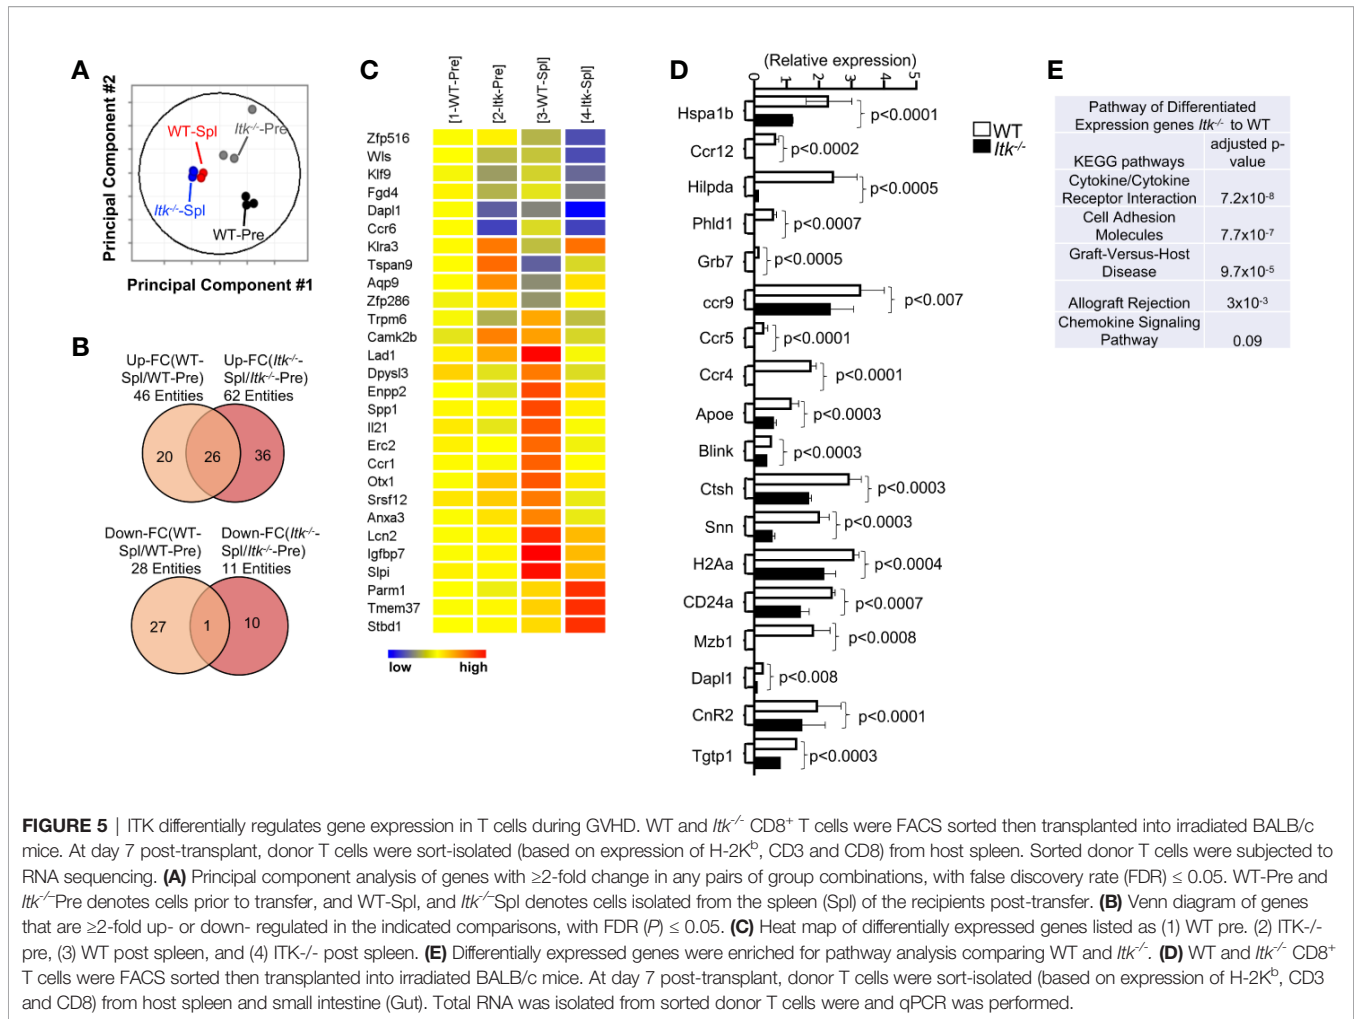 A
Principal Component #2
Itk-/--Pre
WT-Spl
Itk-/--Spl
WT-Pre
Principal Component #1
B
Up-FC(WT-
Spl/WT-Pre)
46 Entities
Up-FC(Itk-/--
Spl/Itk-/--Pre)
62 Entities
20
26
36
Down-FC(WT-
Spl/WT-Pre)
28 Entities
Down-FC(Itk-/--
Spl/Itk-/--Pre)
11 Entities
27
1
10
C
[1-WT-Pre]
[2-Itk-Pre]
[3-WT-Spl]
[4-Itk-Spl]
Zfp516
Wls
Klf9
Fgd4
Dapl1
Ccr6
Klra3
Tspan9
Aqp9
Zfp286
Trpm6
Camk2b
Lad1
Dpysl3
Enpp2
Spp1
Il21
Erc2
Ccr1
Otx1
Srsf12
Anxa3
Lcn2
Igfbp7
Slpi
Parm1
Tmem37
Stbd1
low
high
D
(Relative expression)
0 1 2 3 4 5
WT
Itk-/-
Hspa1b p<0.0001
Ccr12 p<0.0002
Hilpda p<0.0005
Phld1 p<0.0007
Grb7 p<0.0005
ccr9 p<0.007
Ccr5 p<0.0001
Ccr4 p<0.0001
Apoe p<0.0003
Blink p<0.0003
Ctsh p<0.0003
Snn p<0.0003
H2Aa p<0.0004
CD24a p<0.0007
Mzb1 p<0.0008
Dapl1 p<0.008
CnR2 p<0.0001
Tgtp1 p<0.0003
E
Pathway of Differentiated
Expression genes Itk-/- to WT
KEGG pathways
adjusted p-
value
Cytokine/Cytokine
Receptor Interaction 7.2x10-8
Cell Adhesion
Molecules 7.7x10-7
Graft-Versus-Host
Disease 9.7x10-5
Allograft Rejection 3x10-3
Chemokine Signaling
Pathway 0.09
FIGURE 5 | ITK differentially regulates gene expression in T cells during GVHD. WT and Itk-/- CD8+ T cells were FACS sorted then transplanted into irradiated BALB/c
mice. At day 7 post-transplant, donor T cells were sort-isolated (based on expression of H-2Kb, CD3 and CD8) from host spleen. Sorted donor T cells were subjected to
RNA sequencing. (A) Principal component analysis of genes with ≥2-fold change in any pairs of group combinations, with false discovery rate (FDR) ≤ 0.05. WT-Pre and
Itk-/-Pre denotes cells prior to transfer, and WT-Spl, and Itk-/-Spl denotes cells isolated from the spleen (Spl) of the recipients post-transfer. (B) Venn diagram of genes
that are ≥2-fold up- or down- regulated in the indicated comparisons, with FDR (P) ≤ 0.05. (C) Heat map of differentially expressed genes listed as (1) WT pre. (2) ITK-/-
pre, (3) WT post spleen, and (4) ITK-/- post spleen. (E) Differentially expressed genes were enriched for pathway analysis comparing WT and Itk-/-. (D) WT and Itk-/- CD8+
T cells were FACS sorted then transplanted into irradiated BALB/c mice. At day 7 post-transplant, donor T cells were sort-isolated (based on expression of H-2Kb, CD3
and CD8) from host spleen and small intestine (Gut). Total RNA was isolated from sorted donor T cells were and qPCR was performed.